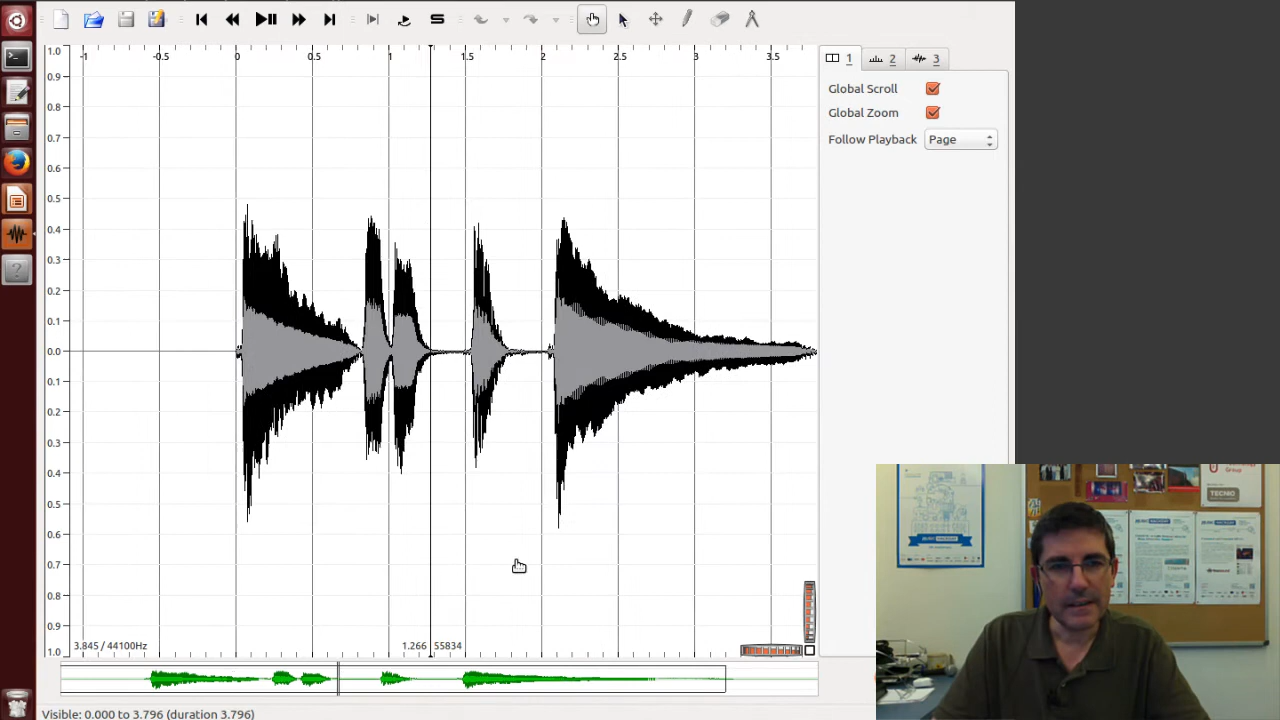 -1 -0.5 0 0.5 1 1.5 2 2.5 3 3.5
1 2 3
1.0
0.9
0.8
0.7
0.6
0.5
0.4
0.3
0.2
0.1
0.0
0.1
0.2
0.3
0.4
0.5
0.6
0.7
0.8
0.9
1.0
Global Scroll
Global Zoom
Follow Playback Page
3.845 / 44100Hz
1.266 55834
Visible: 0.000 to 3.796 (duration 3.796)
Group
TECNIO